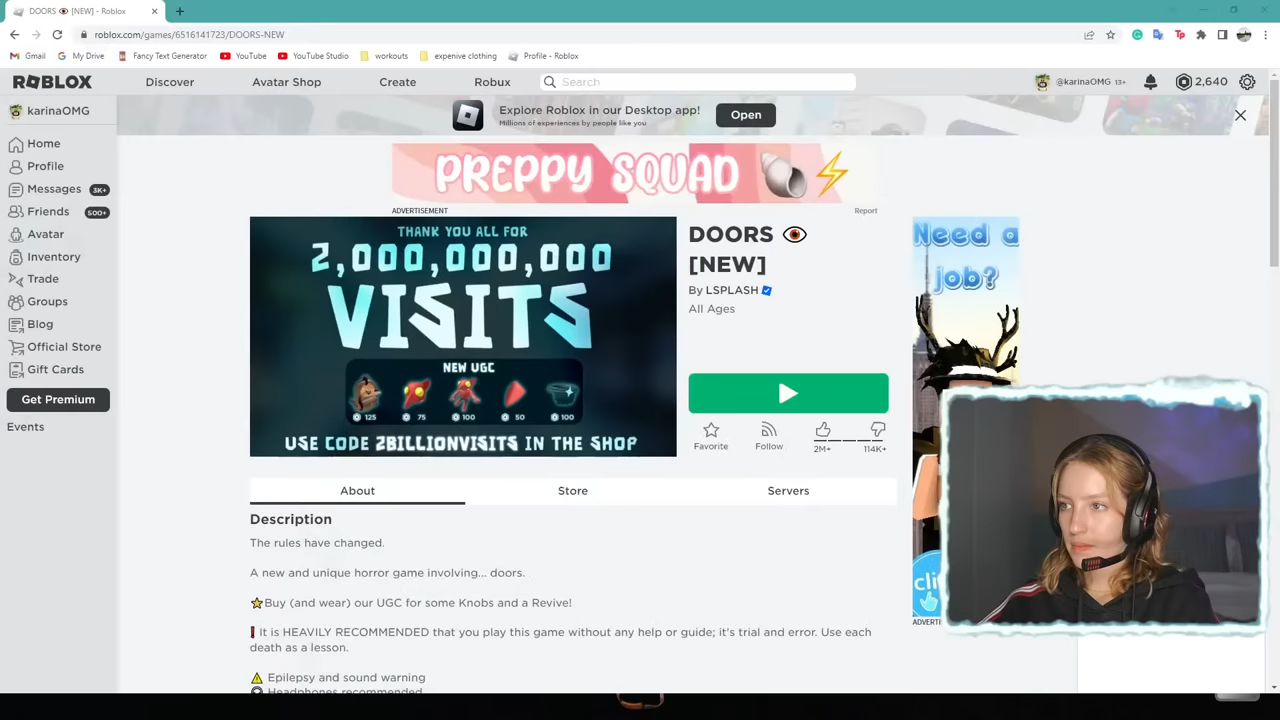 DOORS 👁 [NEW] - Roblox
roblox.com/games/6516141723/DOORS-NEW
Gmail
My Drive
Fancy Text Generator
YouTube
YouTube Studio
workouts
expenive clothing
Profile - Roblox
ROBLOX
Discover
Avatar Shop
Create
Robux
Search
@karinaOMG 13+
2,640
karinaOMG
Home
Profile
Messages 3K+
Friends 500+
Avatar
Inventory
Trade
Groups
Blog
Official Store
Gift Cards
Get Premium
Events
Explore Roblox in our Desktop app!
Millions of experiences by people like you
Open
PREPPY SQUAD
ADVERTISEMENT
Report
THANK YOU ALL FOR
2,000,000,000
VISITS
NEW UGC
125
75
100
50
100
USE CODE 2BILLIONVISITS IN THE SHOP
DOORS 👁
[NEW]
By LSPLASH
All Ages
Favorite
Follow
2M+
114K+
Need a
job?
About
Store
Servers
Description
The rules have changed.
A new and unique horror game involving... doors.
⭐Buy (and wear) our UGC for some Knobs and a Revive!
❗It is HEAVILY RECOMMENDED that you play this game without any help or guide; it's trial and error. Use each
death as a lesson.
⚠ Epilepsy and sound warning
Headphones recommended